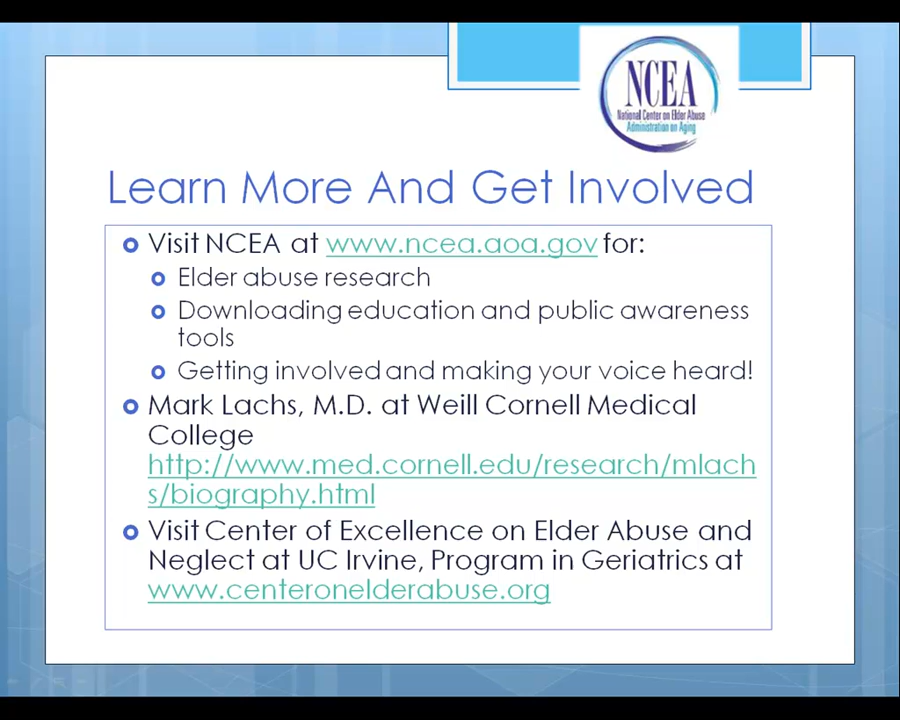 NCEA
National Center on Elder Abuse
Administration on Aging
Learn More And Get Involved
Visit NCEA at www.ncea.aoa.gov for:
Elder abuse research
Downloading education and public awareness
tools
Getting involved and making your voice heard!
Mark Lachs, M.D. at Weill Cornell Medical
College
http://www.med.cornell.edu/research/mlach
s/biography.html
Visit Center of Excellence on Elder Abuse and
Neglect at UC Irvine, Program in Geriatrics at
www.centeronelderabuse.org